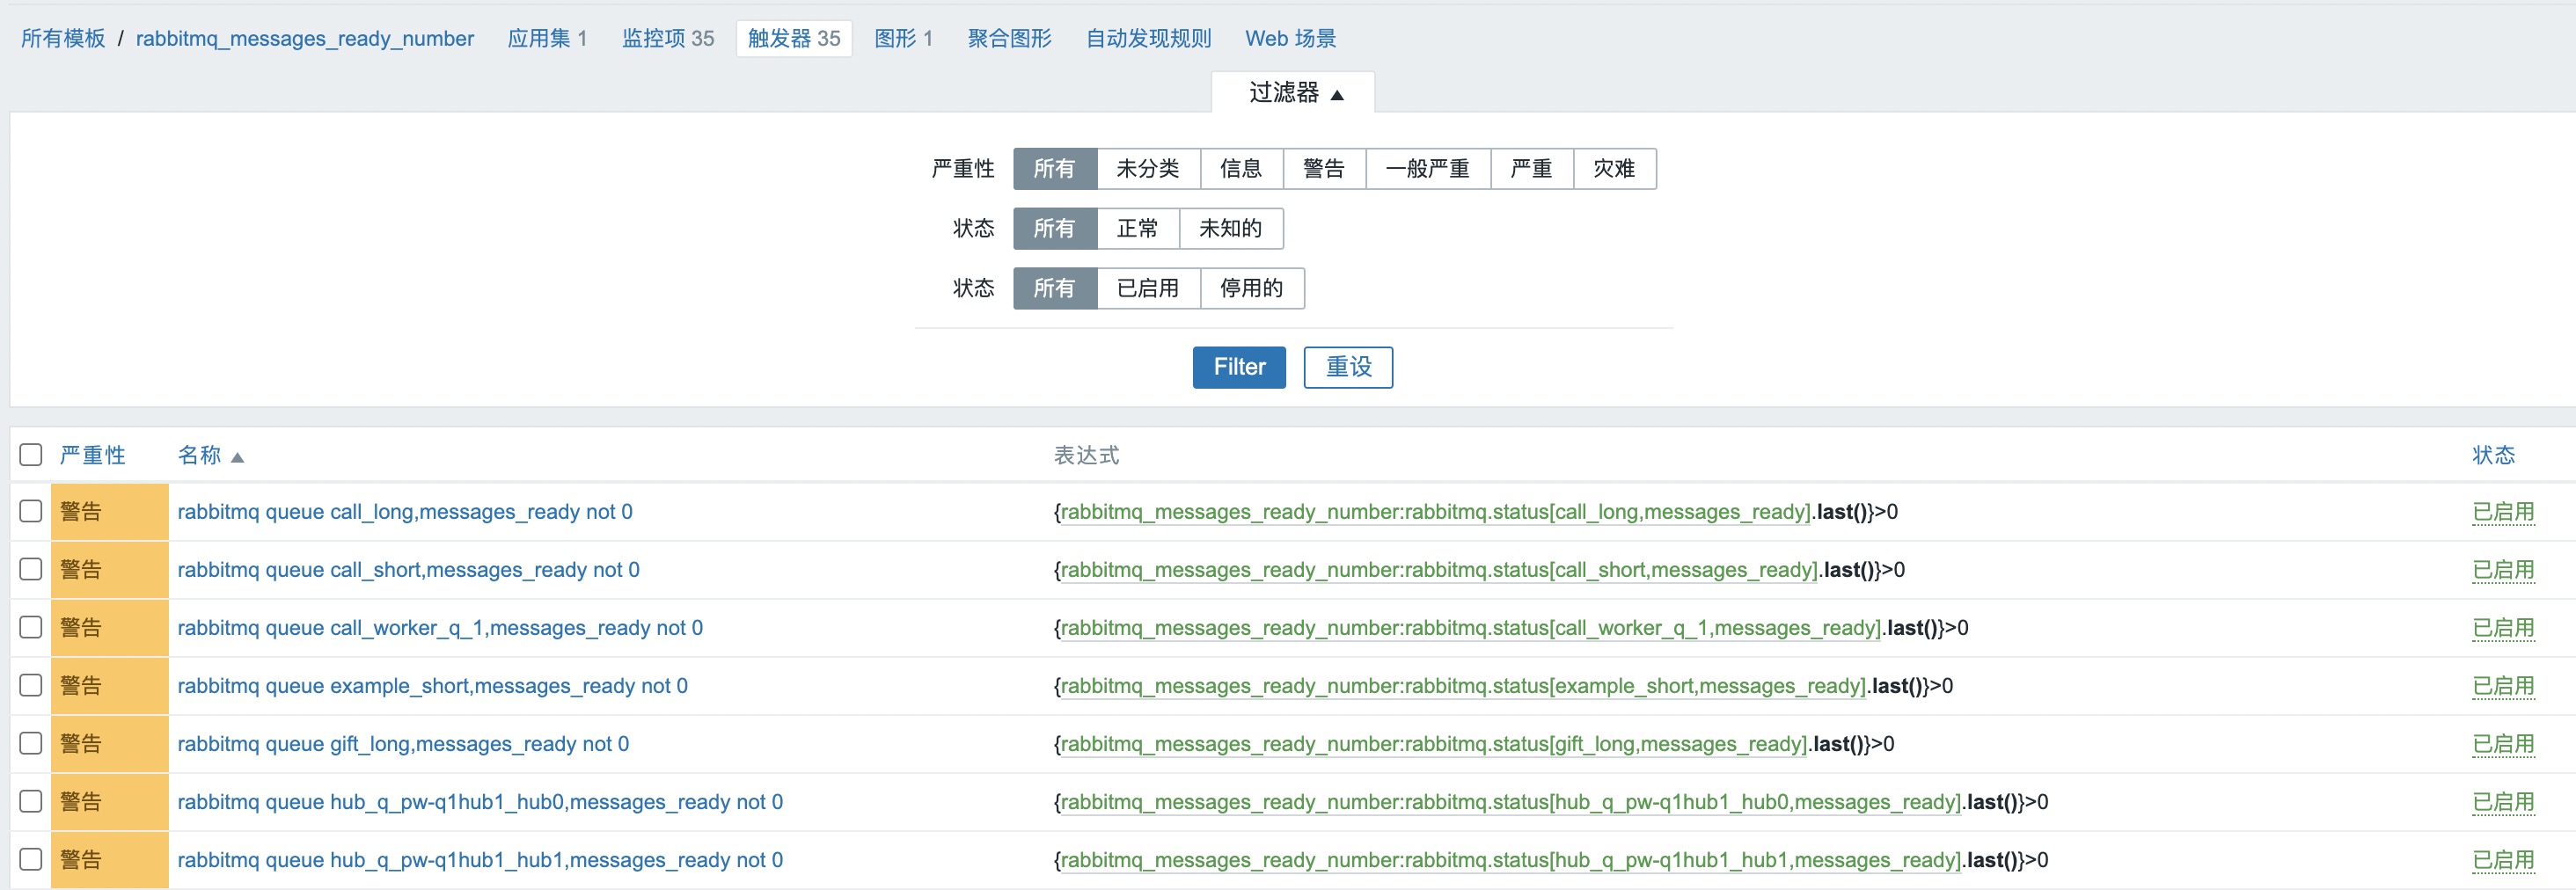 所有模板 / rabbitmq_messages_ready_number 应用集 1 监控项 35 触发器 35 图形 1 聚合图形 自动发现规则 Web 场景
过滤器 ▲
严重性 所有 未分类 信息 警告 一般严重 严重 灾难
状态 所有 正常 未知的
状态 所有 已启用 停用的
Filter 重设
严重性 名称 ▲ 表达式 状态
警告 rabbitmq queue call_long,messages_ready not 0 {rabbitmq_messages_ready_number:rabbitmq.status[call_long,messages_ready].last()}>0 已启用
警告 rabbitmq queue call_short,messages_ready not 0 {rabbitmq_messages_ready_number:rabbitmq.status[call_short,messages_ready].last()}>0 已启用
警告 rabbitmq queue call_worker_q_1,messages_ready not 0 {rabbitmq_messages_ready_number:rabbitmq.status[call_worker_q_1,messages_ready].last()}>0 已启用
警告 rabbitmq queue example_short,messages_ready not 0 {rabbitmq_messages_ready_number:rabbitmq.status[example_short,messages_ready].last()}>0 已启用
警告 rabbitmq queue gift_long,messages_ready not 0 {rabbitmq_messages_ready_number:rabbitmq.status[gift_long,messages_ready].last()}>0 已启用
警告 rabbitmq queue hub_q_pw-q1hub1_hub0,messages_ready not 0 {rabbitmq_messages_ready_number:rabbitmq.status[hub_q_pw-q1hub1_hub0,messages_ready].last()}>0 已启用
警告 rabbitmq queue hub_q_pw-q1hub1_hub1,messages_ready not 0 {rabbitmq_messages_ready_number:rabbitmq.status[hub_q_pw-q1hub1_hub1,messages_ready].last()}>0 已启用